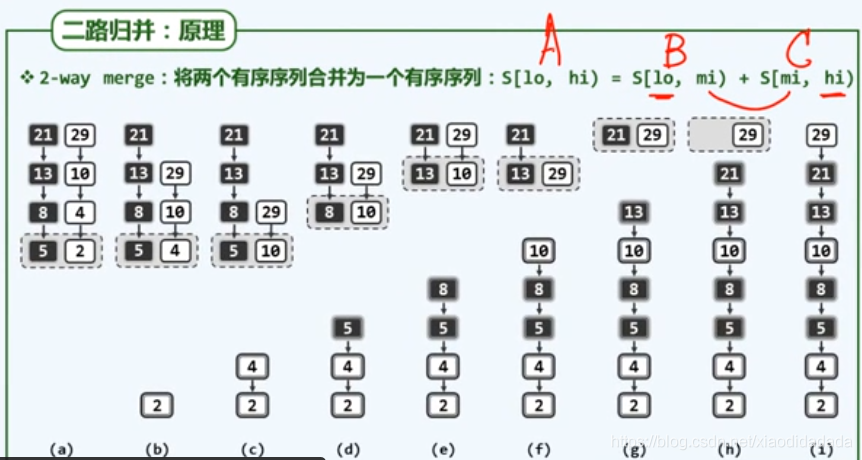 二路归并：原理
A B C
❖ 2-way merge：将两个有序序列合并为一个有序序列：S[lo, hi) = S[lo, mi) + S[mi, hi)
21 29 21 21 21 21 29 21 21 29 29 29
13 10 13 29 13 13 29 13 10 13 29 21 21
8 4 8 10 8 29 8 10 13 13 13
5 2 5 4 5 10 10 10 10 10
8 8 8 8 8
5 5 5 5 5 5
4 4 4 4 4 4 4
2 2 2 2 2 2 2 2
(a) (b) (c) (d) (e) (f) (g) (h) (i)
https://blog.csdn.net/xiaodidadada